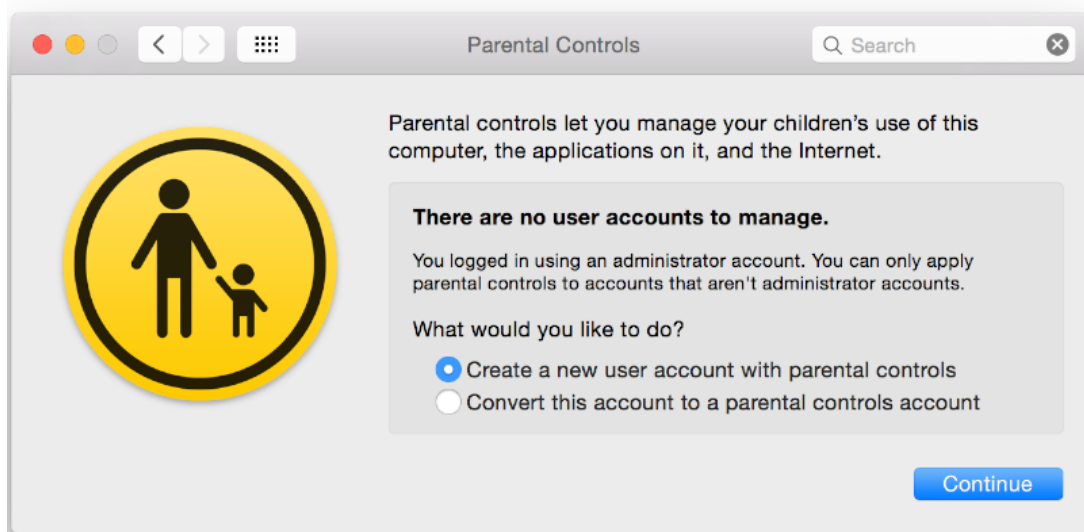 Parental Controls
Search
Parental controls let you manage your children's use of this
computer, the applications on it, and the Internet.
There are no user accounts to manage.
You logged in using an administrator account. You can only apply
parental controls to accounts that aren't administrator accounts.
What would you like to do?
Create a new user account with parental controls
Convert this account to a parental controls account
Continue